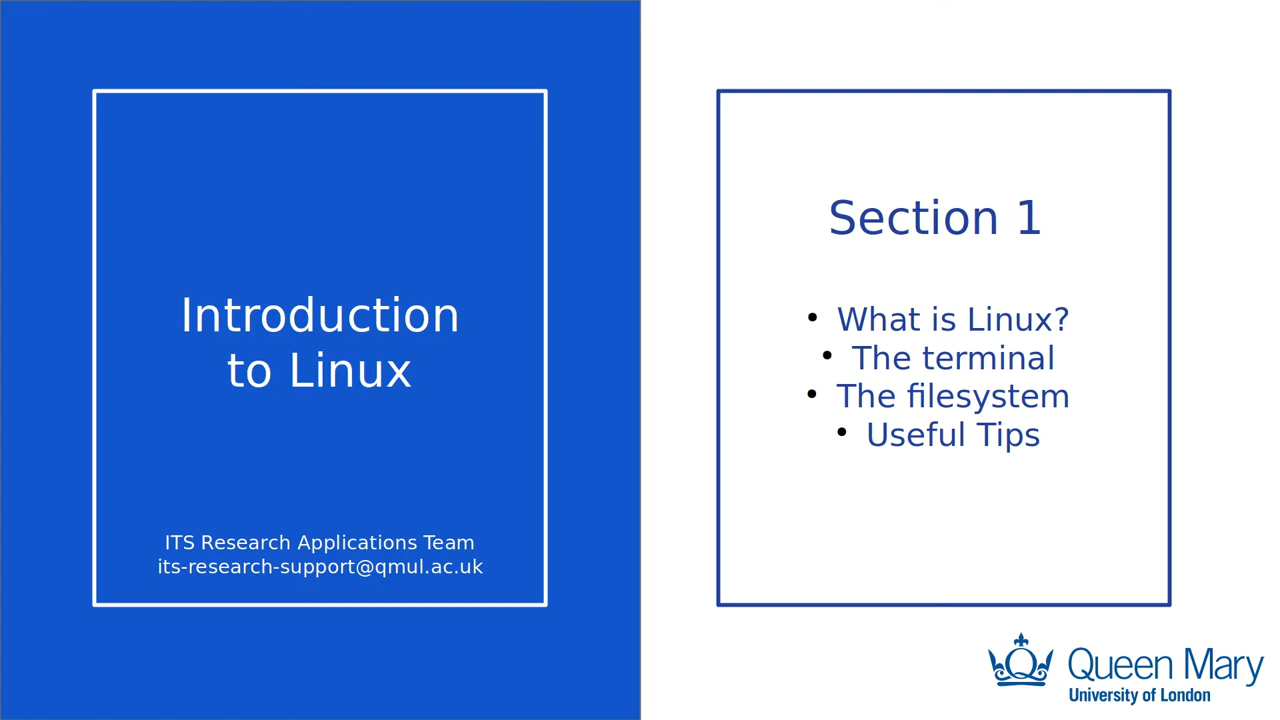 Introduction
to Linux
ITS Research Applications Team
its-research-support@qmul.ac.uk
Section 1
• What is Linux?
• The terminal
• The filesystem
• Useful Tips
Queen Mary
University of London